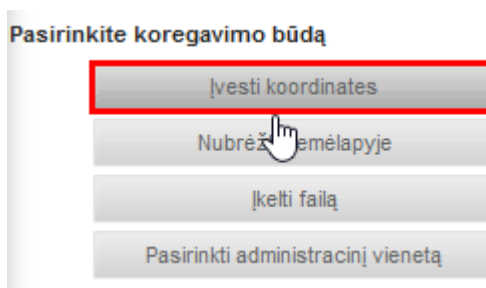 Pasirinkite koregavimo būdą
Įvesti koordinates
Įkelti failą
Pasirinkti administracinį vienetą